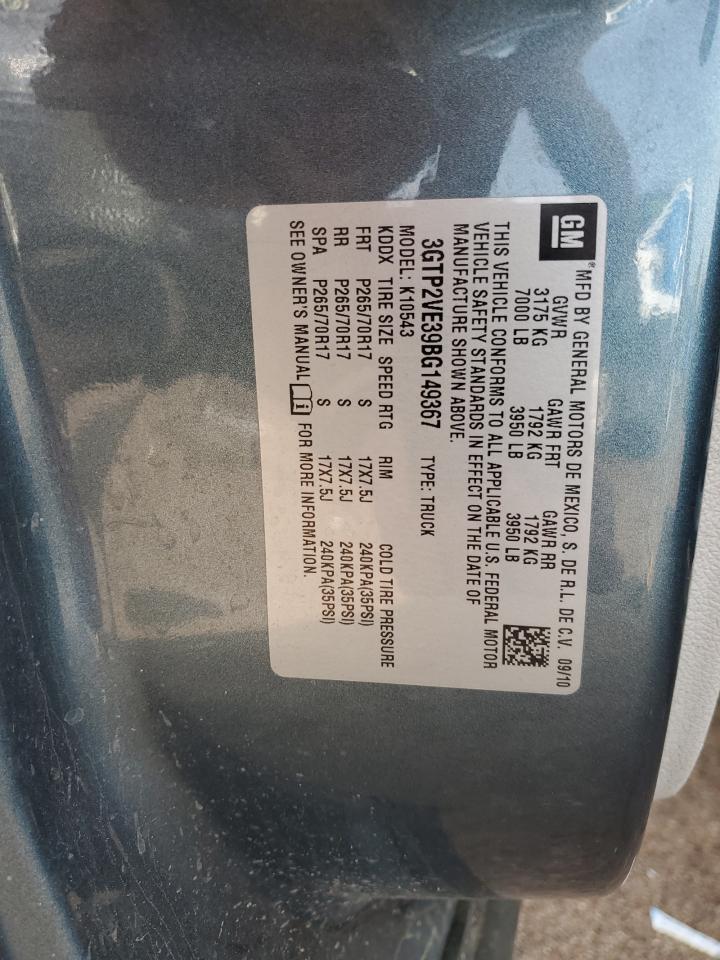 GM
® MFD BY GENERAL MOTORS DE MEXICO, S. DE R.L. DE C.V. 09/10
GVWR GAWR FRT GAWR RR
3175 KG 1792 KG 1792 KG
7000 LB 3950 LB 3950 LB
THIS VEHICLE CONFORMS TO ALL APPLICABLE U.S. FEDERAL MOTOR
VEHICLE SAFETY STANDARDS IN EFFECT ON THE DATE OF
MANUFACTURE SHOWN ABOVE.
3GTP2VE39BG149367 TYPE: TRUCK
MODEL: K10543
KDDX TIRE SIZE SPEED RTG RIM COLD TIRE PRESSURE
FRT P265/70R17 S 17X7.5J 240KPA(35PSI)
RR P265/70R17 S 17X7.5J 240KPA(35PSI)
SPA P265/70R17 S 17X7.5J 240KPA(35PSI)
SEE OWNER'S MANUAL i FOR MORE INFORMATION.